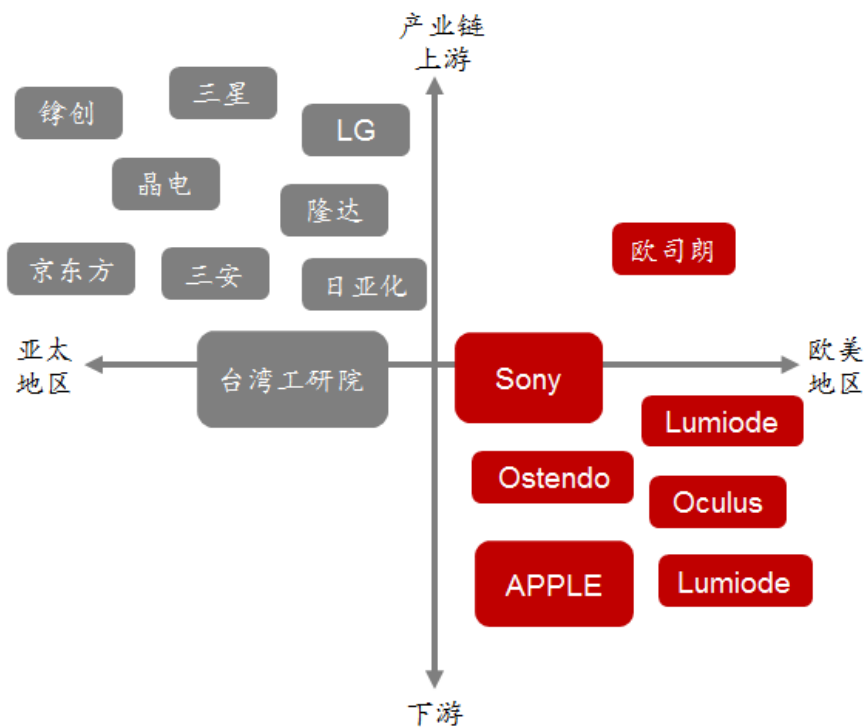 产业链
上游
三星
錼创
LG
晶电
隆达
欧司朗
京东方
三安
日亚化
亚太
地区
台湾工研院
Sony
欧美
地区
Lumiode
Ostendo
Oculus
APPLE
Lumiode
下游